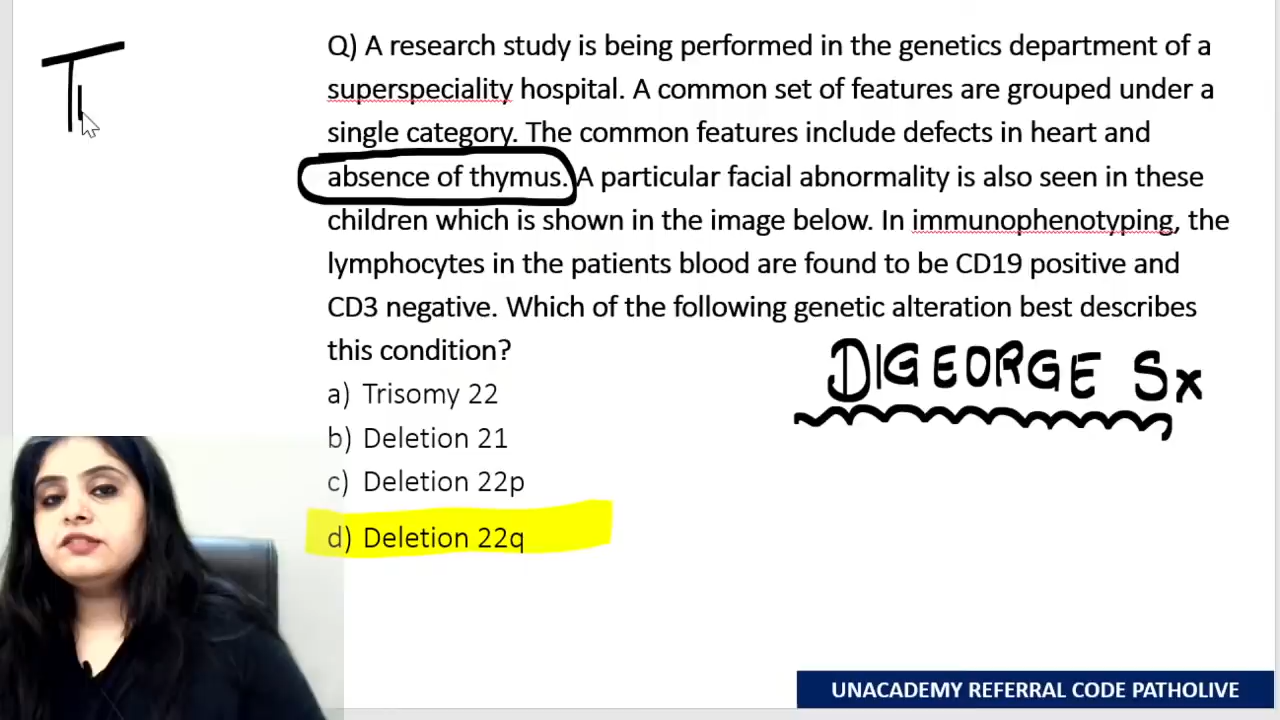 T
Q) A research study is being performed in the genetics department of a
superspeciality hospital. A common set of features are grouped under a
single category. The common features include defects in heart and
absence of thymus. A particular facial abnormality is also seen in these
children which is shown in the image below. In immunophenotyping, the
lymphocytes in the patients blood are found to be CD19 positive and
CD3 negative. Which of the following genetic alteration best describes
this condition?
DIGEORGE Sx
a) Trisomy 22
b) Deletion 21
c) Deletion 22p
d) Deletion 22q
UNACADEMY REFERRAL CODE PATHOLIVE